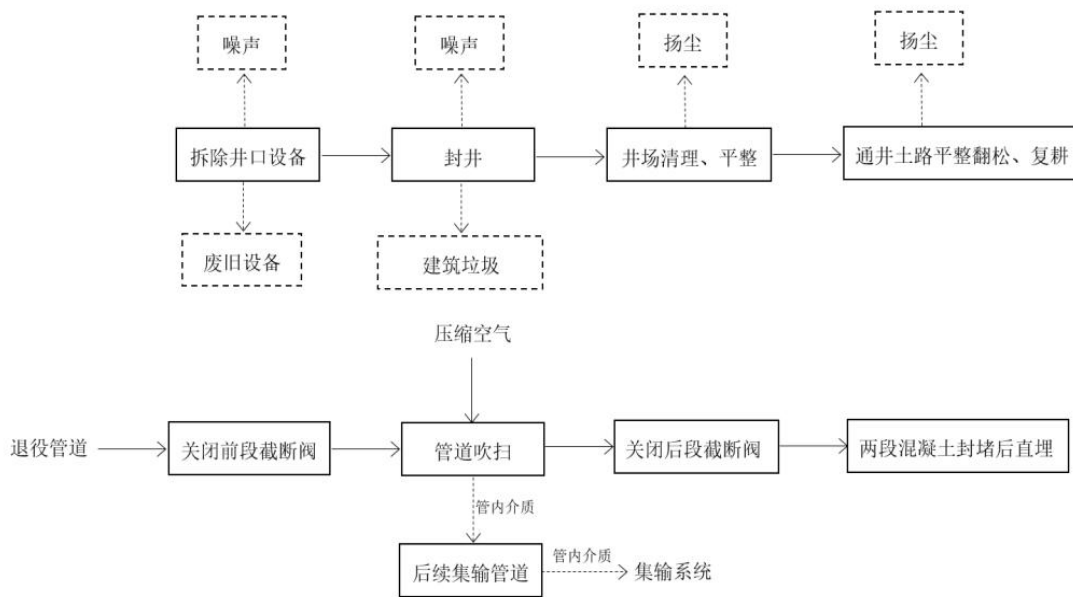 噪声
噪声
扬尘
扬尘
拆除井口设备
封井
井场清理、平整
通井土路平整翻松、复耕
废旧设备
建筑垃圾
压缩空气
退役管道
关闭前段截断阀
管道吹扫
关闭后段截断阀
两段混凝土封堵后直埋
管内介质
后续集输管道
管内介质
集输系统